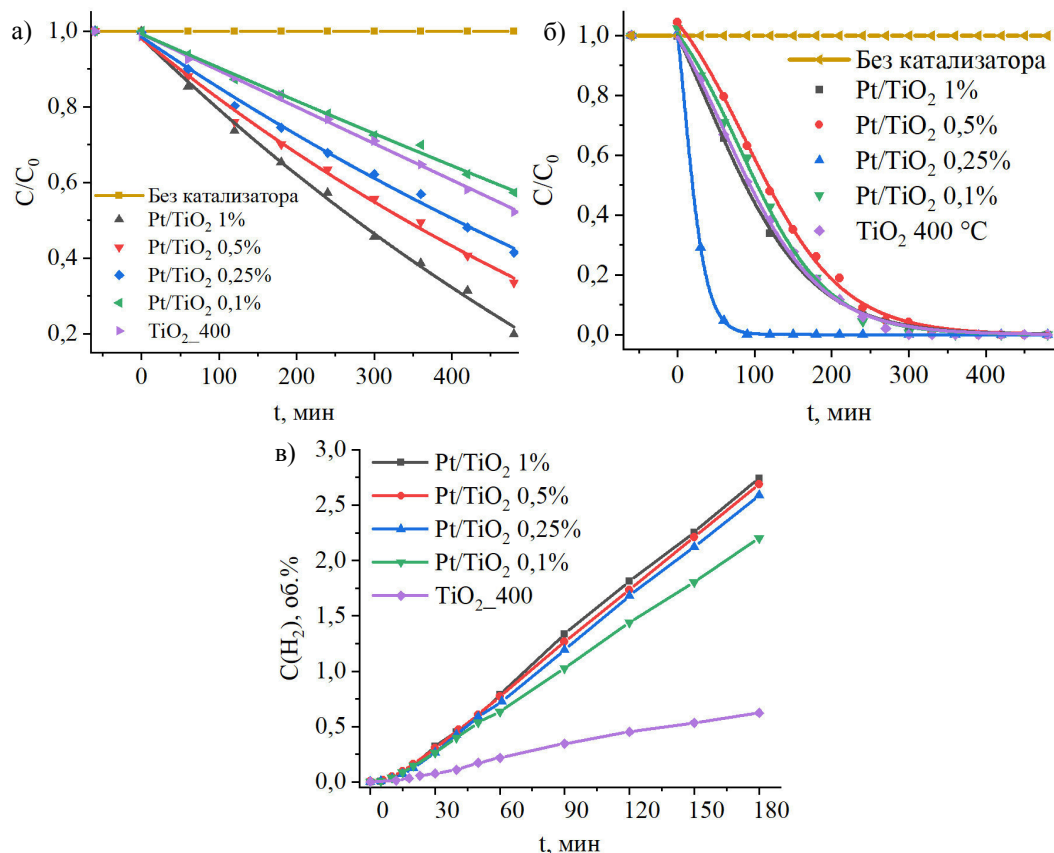 а)
C/C₀
1,0
0,8
0,6
0,4
0,2
Без катализатора
Pt/TiO₂ 1%
Pt/TiO₂ 0,5%
Pt/TiO₂ 0,25%
Pt/TiO₂ 0,1%
TiO₂_400
0 100 200 300 400
t, мин
б)
C/C₀
1,0
0,8
0,6
0,4
0,2
0,0
Без катализатора
Pt/TiO₂ 1%
Pt/TiO₂ 0,5%
Pt/TiO₂ 0,25%
Pt/TiO₂ 0,1%
TiO₂ 400 °C
0 100 200 300 400
t, мин
в)
C(H₂), об.%
3,0
2,5
2,0
1,5
1,0
0,5
0,0
Pt/TiO₂ 1%
Pt/TiO₂ 0,5%
Pt/TiO₂ 0,25%
Pt/TiO₂ 0,1%
TiO₂_400
0 30 60 90 120 150 180
t, мин